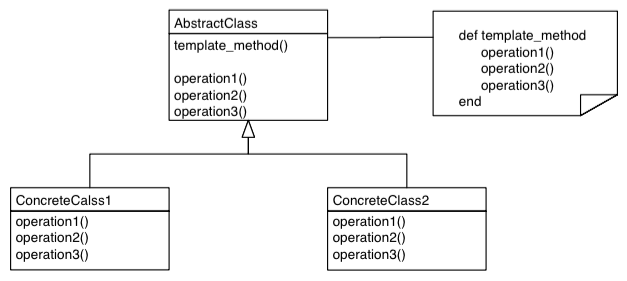 AbstractClass
template_method()
operation1()
operation2()
operation3()
def template_method
operation1()
operation2()
operation3()
end
ConcreteCalss1
operation1()
operation2()
operation3()
ConcreteClass2
operation1()
operation2()
operation3()